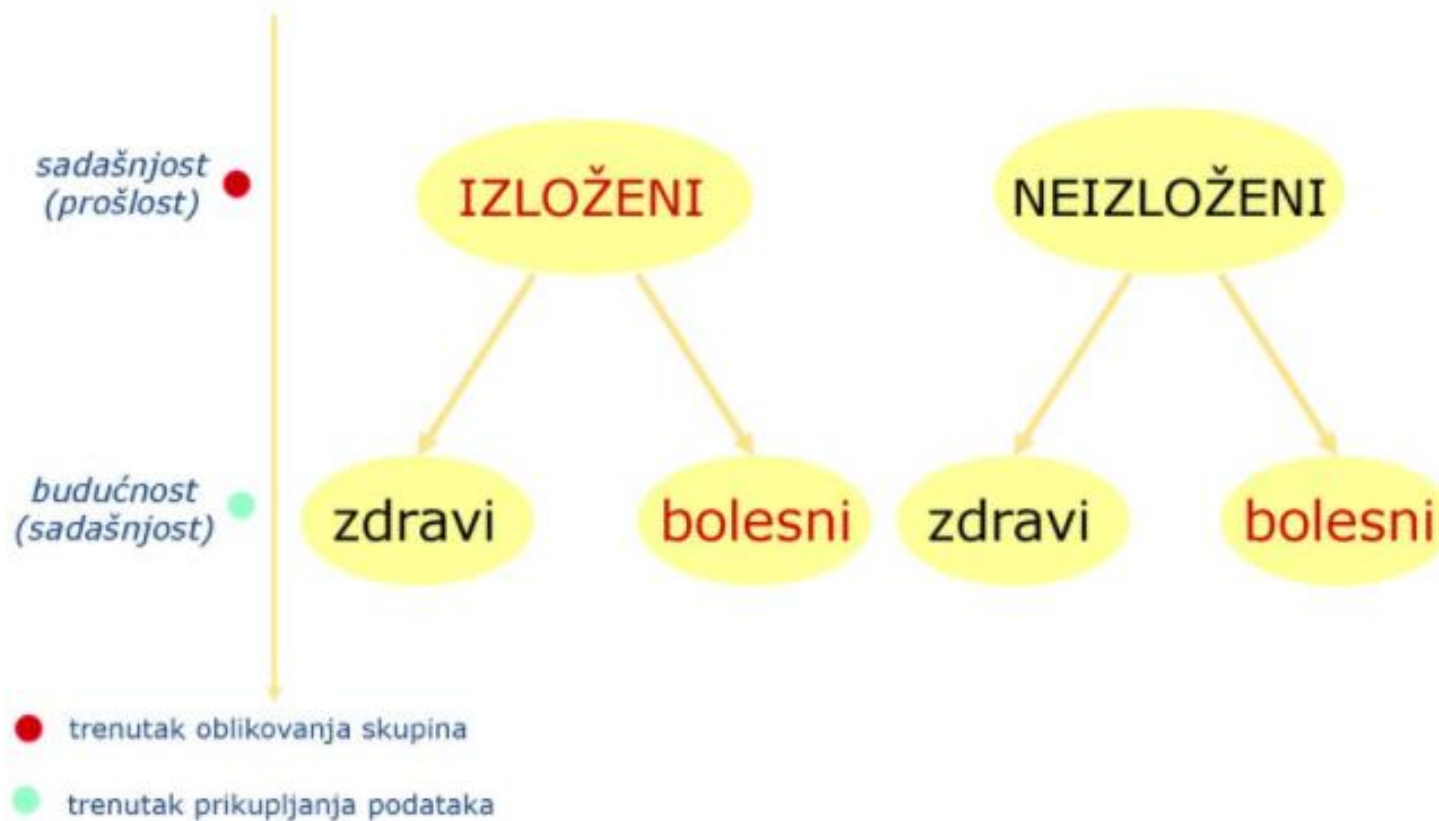 sadašnjost
(prošlost)
IZLOŽENI
NEIZLOŽENI
budućnost
(sadašnjost)
zdravi
bolesni
zdravi
bolesni
trenutak oblikovanja skupina
trenutak prikupljanja podataka